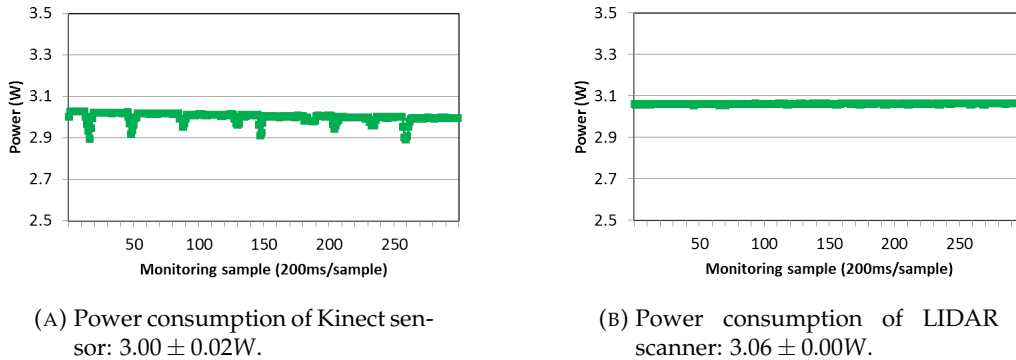 3.5
3.3
3.1
2.9
2.7
2.5
Power (W)
50 100 150 200 250
Monitoring sample (200ms/sample)
(A) Power consumption of Kinect sen-
sor: 3.00 ± 0.02W.
3.5
3.3
3.1
2.9
2.7
2.5
Power (W)
50 100 150 200 250
Monitoring sample (200ms/sample)
(B) Power consumption of LIDAR
scanner: 3.06 ± 0.00W.